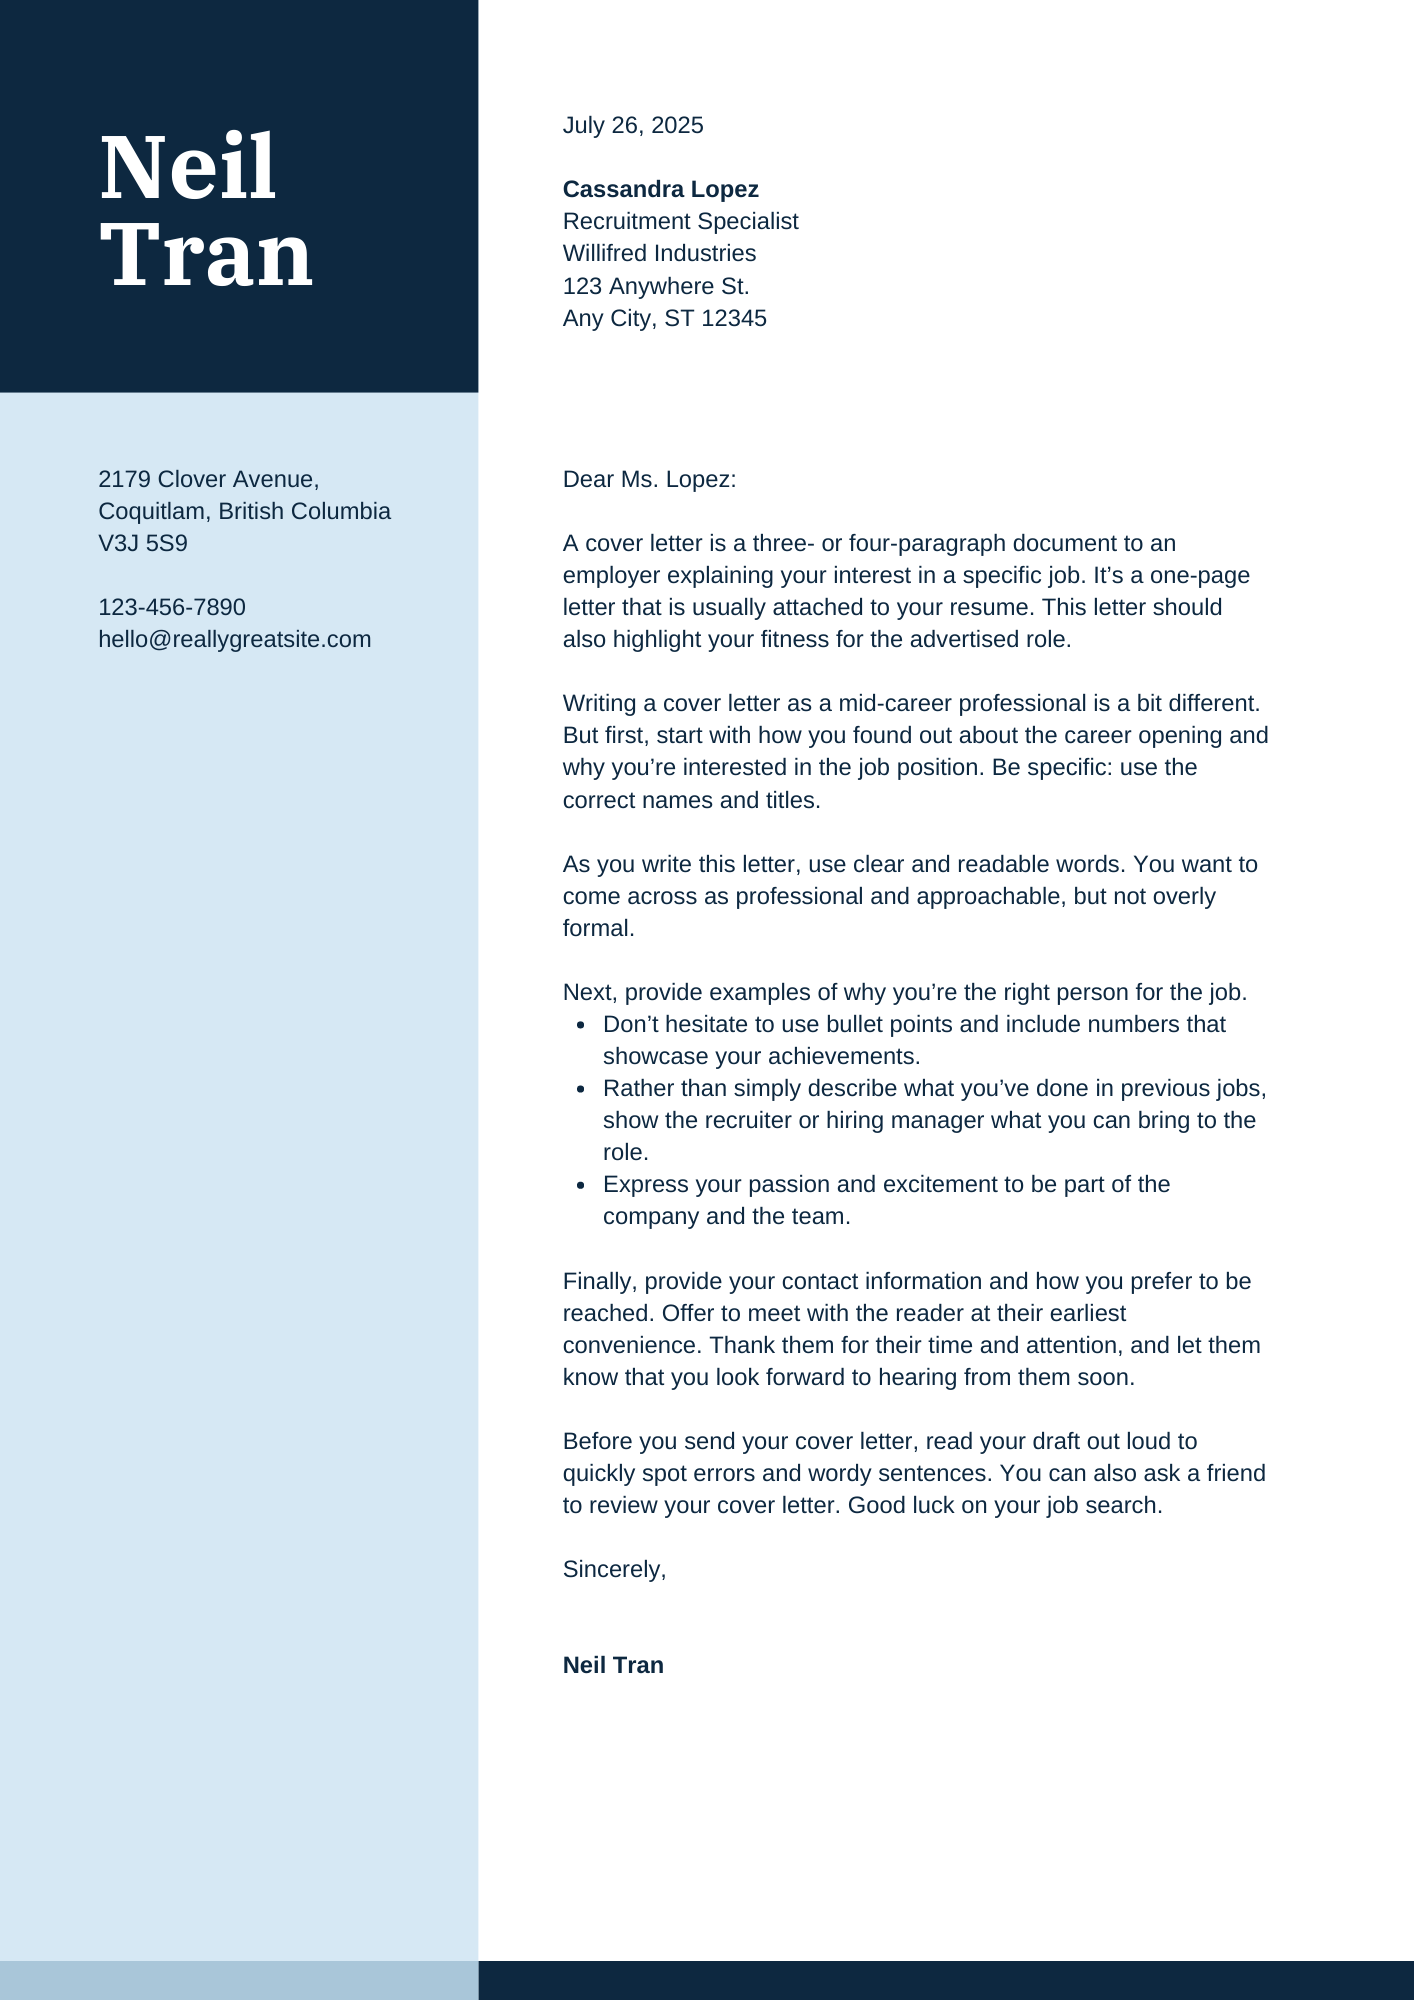 Neil
Tran
2179 Clover Avenue,
Coquitlam, British Columbia
V3J 5S9
123-456-7890
hello@reallygreatsite.com
July 26, 2025
Cassandra Lopez
Recruitment Specialist
Willifred Industries
123 Anywhere St.
Any City, ST 12345
Dear Ms. Lopez:
A cover letter is a three- or four-paragraph document to an
employer explaining your interest in a specific job. It’s a one-page
letter that is usually attached to your resume. This letter should
also highlight your fitness for the advertised role.
Writing a cover letter as a mid-career professional is a bit different.
But first, start with how you found out about the career opening and
why you’re interested in the job position. Be specific: use the
correct names and titles.
As you write this letter, use clear and readable words. You want to
come across as professional and approachable, but not overly
formal.
Next, provide examples of why you’re the right person for the job.
• Don’t hesitate to use bullet points and include numbers that
showcase your achievements.
• Rather than simply describe what you’ve done in previous jobs,
show the recruiter or hiring manager what you can bring to the
role.
• Express your passion and excitement to be part of the
company and the team.
Finally, provide your contact information and how you prefer to be
reached. Offer to meet with the reader at their earliest
convenience. Thank them for their time and attention, and let them
know that you look forward to hearing from them soon.
Before you send your cover letter, read your draft out loud to
quickly spot errors and wordy sentences. You can also ask a friend
to review your cover letter. Good luck on your job search.
Sincerely,
Neil Tran